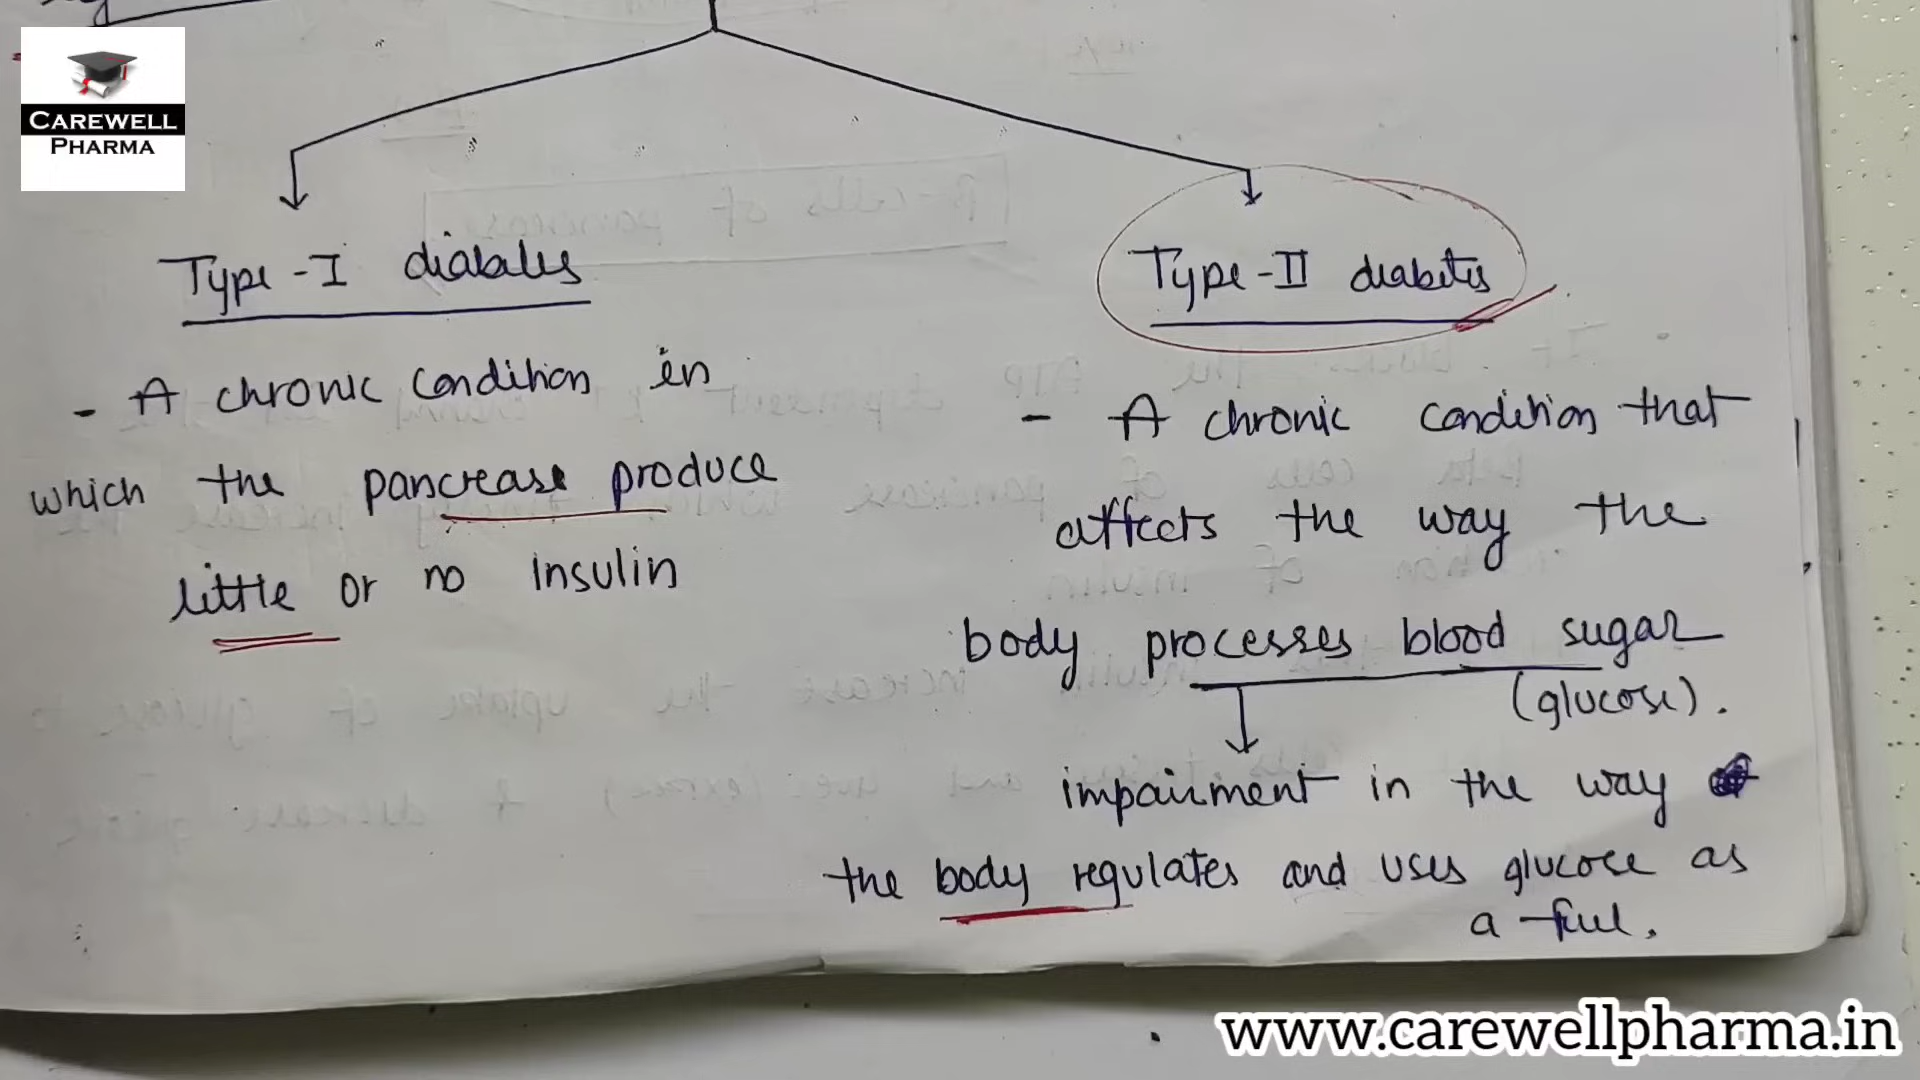 CAREWELL
PHARMA
Type-I diabetes
- A chronic condition in
which the pancrease produce
little or no insulin
Type-II diabetes
- A chronic condition that
affects the way the
body processes blood sugar
(glucose).
impairment in the way
the body regulates and uses glucose as
a fuel.
www.carewellpharma.in